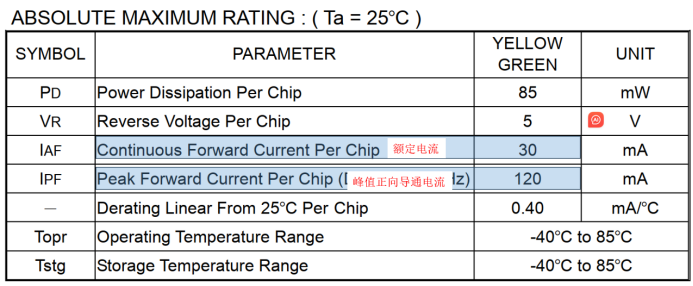 ABSOLUTE MAXIMUM RATING : ( Ta = 25°C )
SYMBOL PARAMETER YELLOW GREEN UNIT
PD Power Dissipation Per Chip 85 mW
VR Reverse Voltage Per Chip 5 V
IAF Continuous Forward Current Per Chip 额定电流 30 mA
IPF Peak Forward Current Per Chip ( 峰值正向导通电流 Hz) 120 mA
— Derating Linear From 25°C Per Chip 0.40 mA/°C
Topr Operating Temperature Range -40°C to 85°C
Tstg Storage Temperature Range -40°C to 85°C